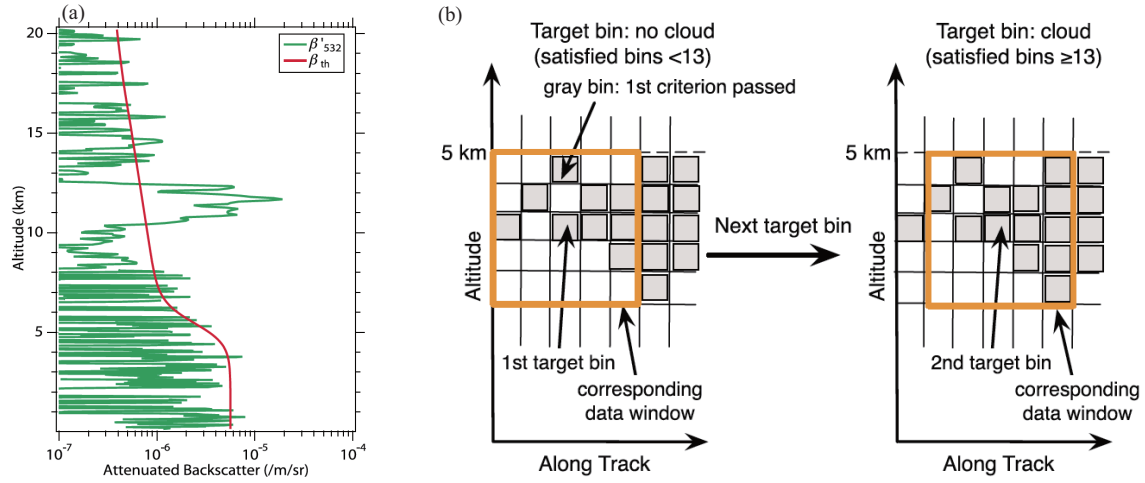 (a)
20
15
10
5
Altitude (km)
β'532
βth
10-7
10-6
10-5
10-4
Attenuated Backscatter (/m/sr)
(b)
Target bin: no cloud
(satisfied bins <13)
gray bin: 1st criterion passed
5 km
Altitude
1st target bin
corresponding
data window
Along Track
Next target bin
Target bin: cloud
(satisfied bins ≥13)
5 km
Altitude
2nd target bin
corresponding
data window
Along Track